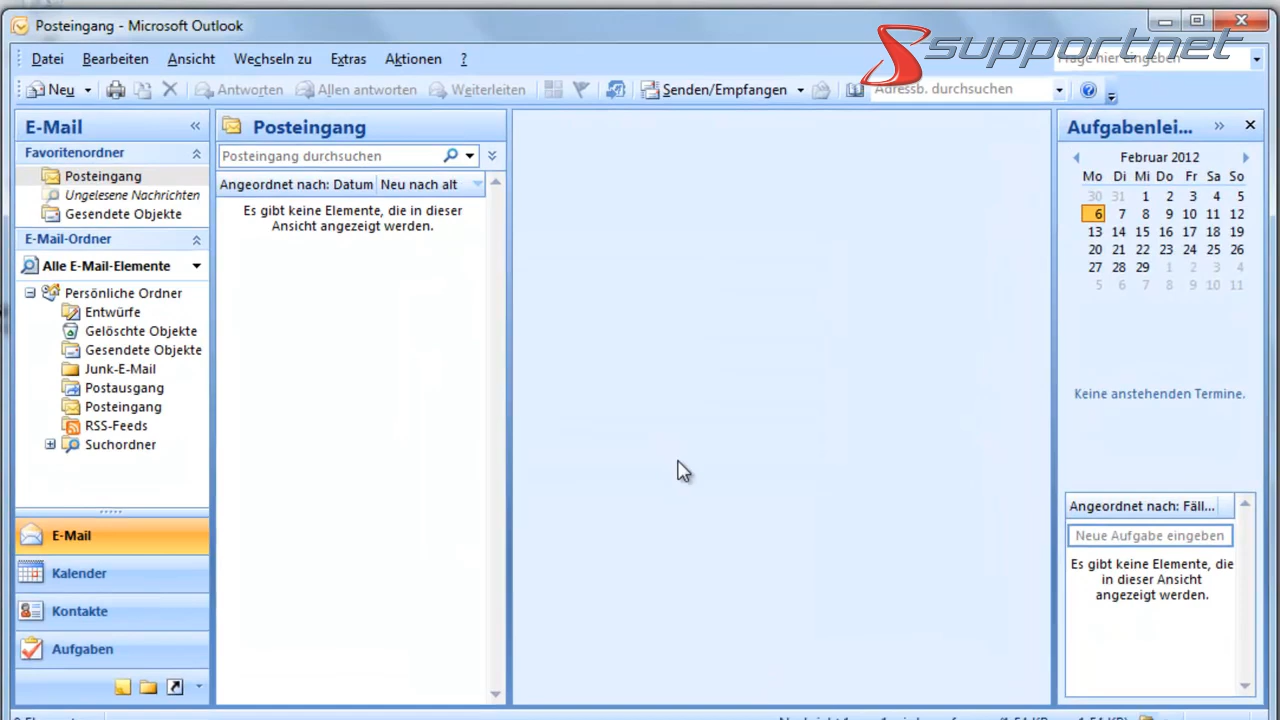 Posteingang - Microsoft Outlook
supportnet
Datei Bearbeiten Ansicht Wechseln zu Extras Aktionen ?
Frage hier eingeben
Neu Antworten Allen antworten Weiterleiten Senden/Empfangen Adressb. durchsuchen
E-Mail
Favoritenordner
Posteingang
Ungelesene Nachrichten
Gesendete Objekte
E-Mail-Ordner
Alle E-Mail-Elemente
Persönliche Ordner
Entwürfe
Gelöschte Objekte
Gesendete Objekte
Junk-E-Mail
Postausgang
Posteingang
RSS-Feeds
Suchordner
E-Mail
Kalender
Kontakte
Aufgaben
Posteingang
Posteingang durchsuchen
Angeordnet nach: Datum Neu nach alt
Es gibt keine Elemente, die in dieser
Ansicht angezeigt werden.
Aufgabenlei...
Februar 2012
Mo Di Mi Do Fr Sa So
30 31 1 2 3 4 5
6 7 8 9 10 11 12
13 14 15 16 17 18 19
20 21 22 23 24 25 26
27 28 29 1 2 3 4
5 6 7 8 9 10 11
Keine anstehenden Termine.
Angeordnet nach: Fäll...
Neue Aufgabe eingeben
Es gibt keine Elemente, die
in dieser Ansicht
angezeigt werden.